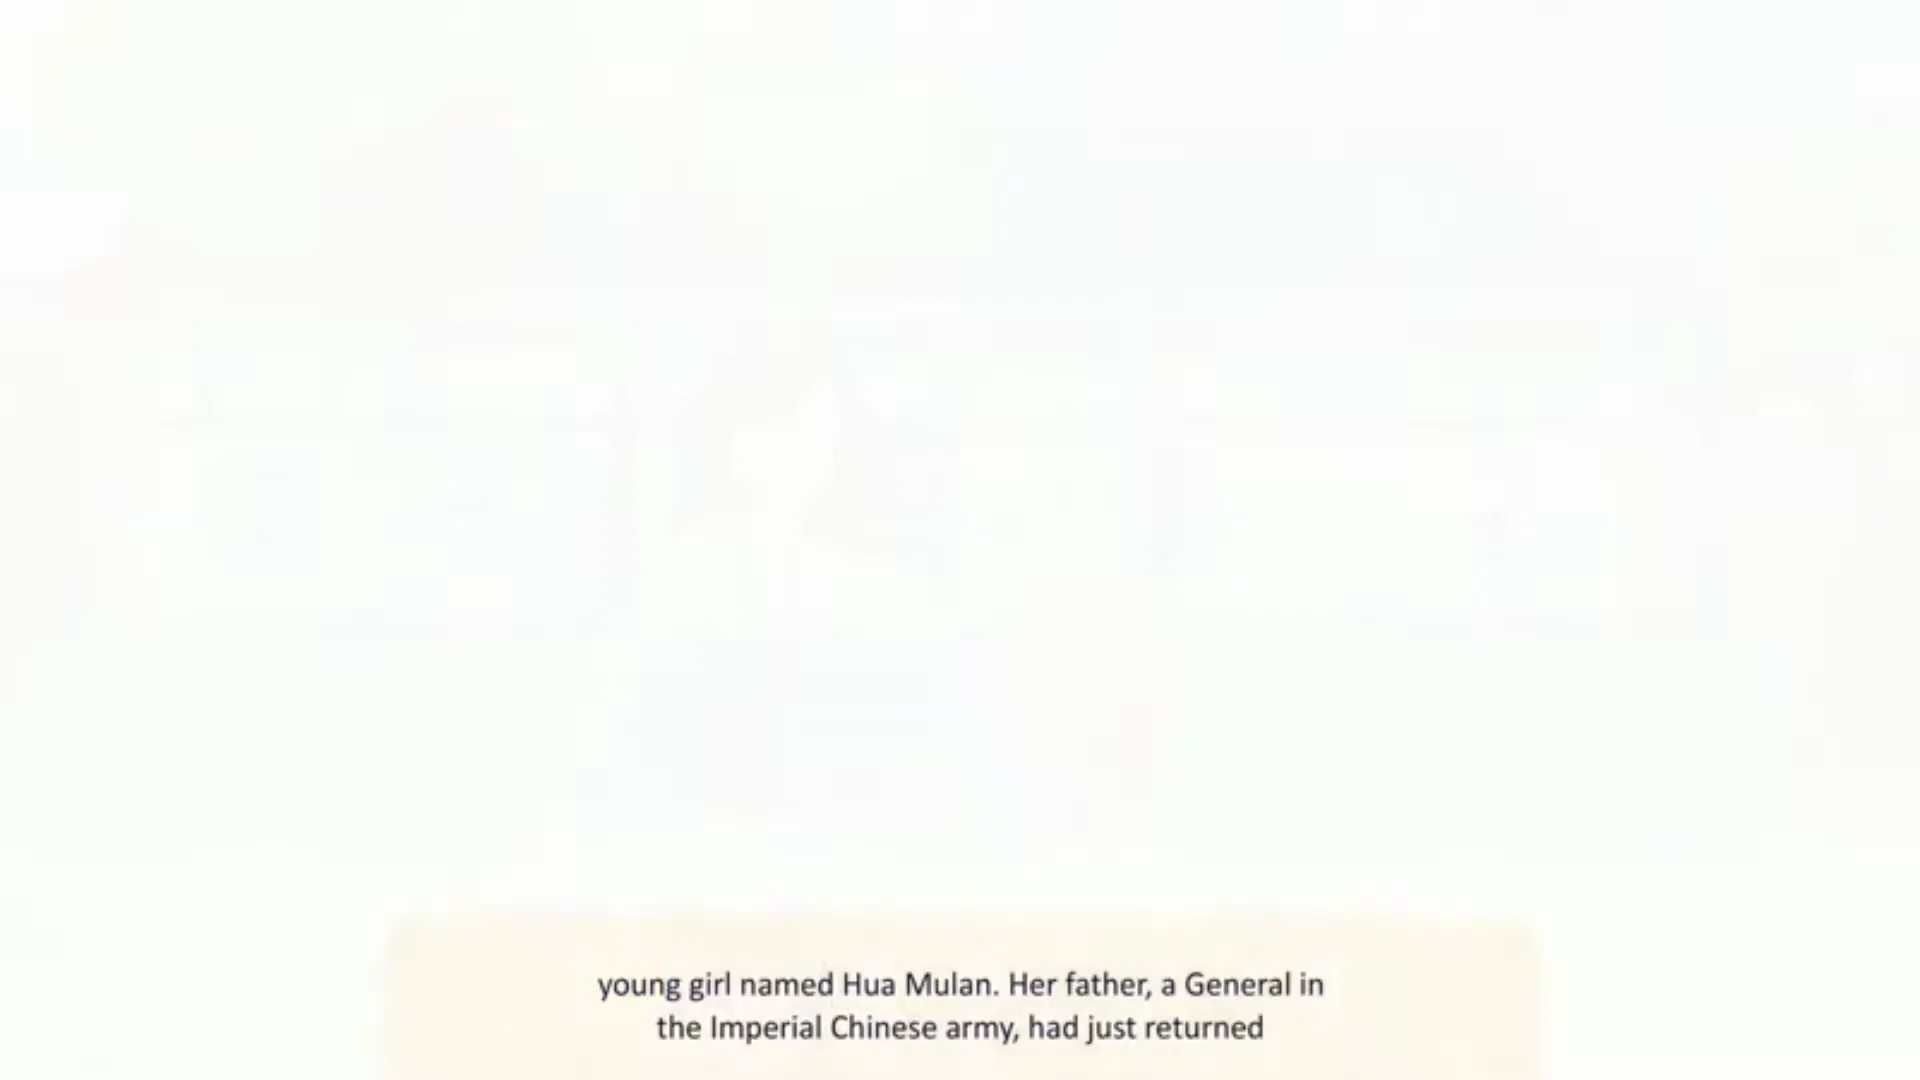 young girl named Hua Mulan. Her father, a General in
the Imperial Chinese army, had just returned